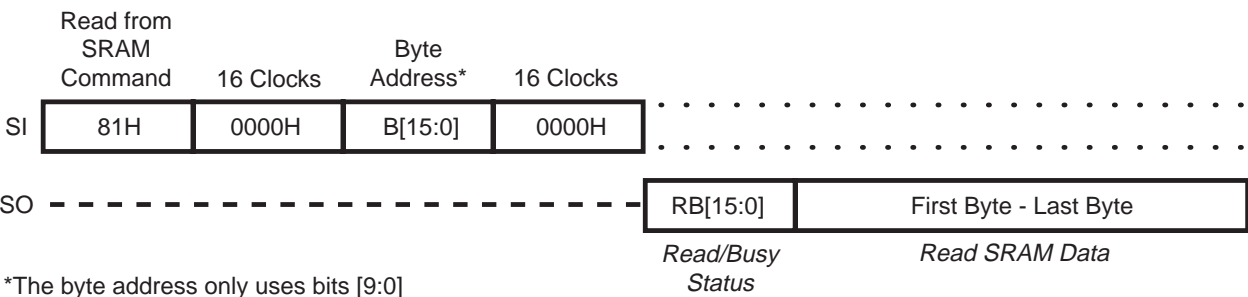 Read from
SRAM
Command
16 Clocks
Byte
Address*
16 Clocks
SI
81H
0000H
B[15:0]
0000H
SO
RB[15:0]
First Byte - Last Byte
Read/Busy
Status
Read SRAM Data
*The byte address only uses bits [9:0]